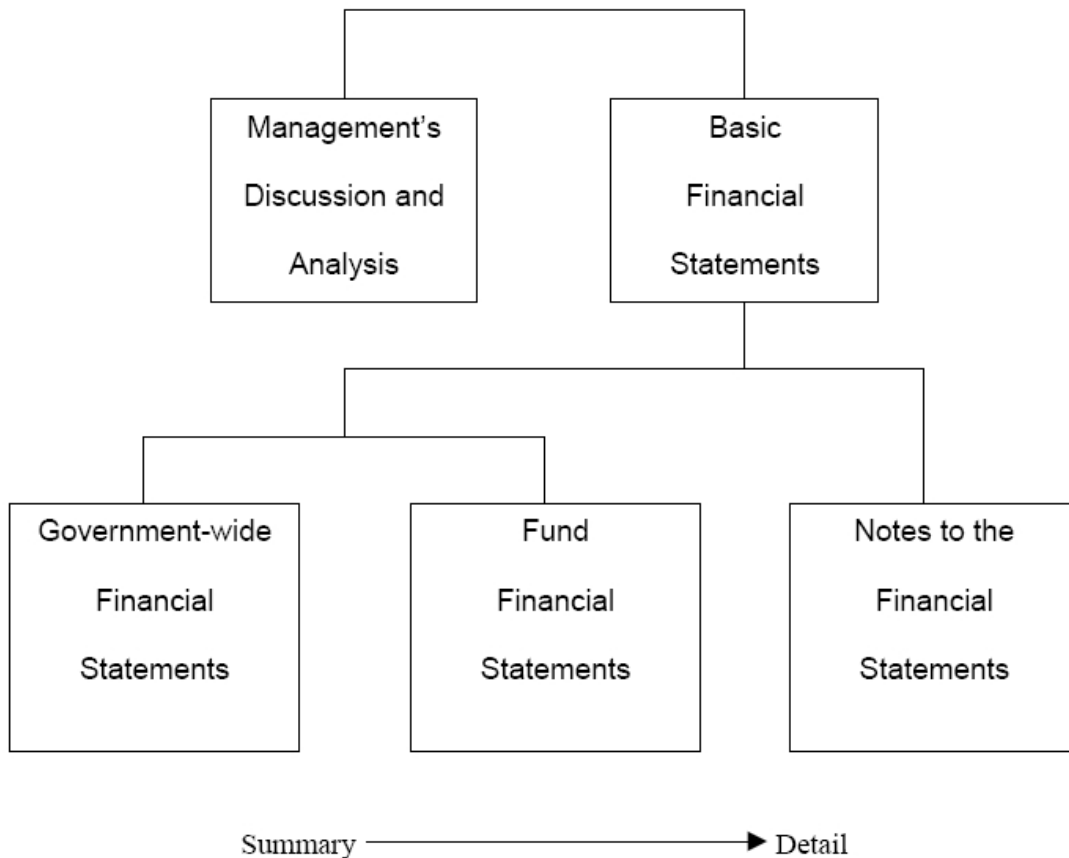 Management’s
Discussion and
Analysis
Basic
Financial
Statements
Government-wide
Financial
Statements
Fund
Financial
Statements
Notes to the
Financial
Statements
Summary
Detail